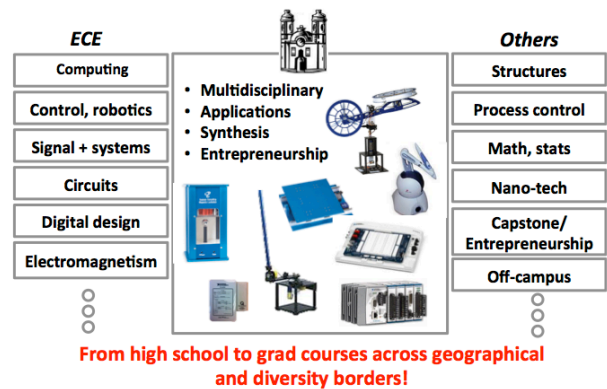 ECE
Computing
Control, robotics
Signal + systems
Circuits
Digital design
Electromagnetism
• Multidisciplinary
• Applications
• Synthesis
• Entrepreneurship
Others
Structures
Process control
Math, stats
Nano-tech
Capstone/
Entrepreneurship
Off-campus
From high school to grad courses across geographical
and diversity borders!